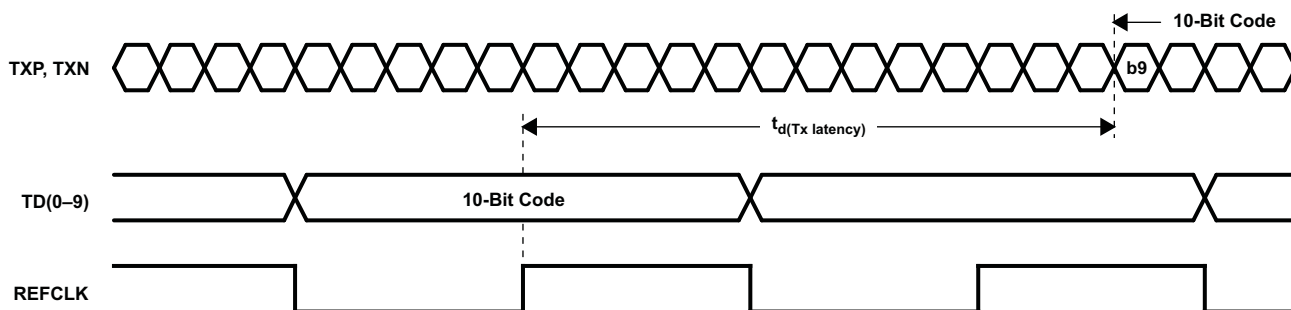 10-Bit Code
TXP, TXN
b9
td(Tx latency)
TD(0–9)
10-Bit Code
REFCLK